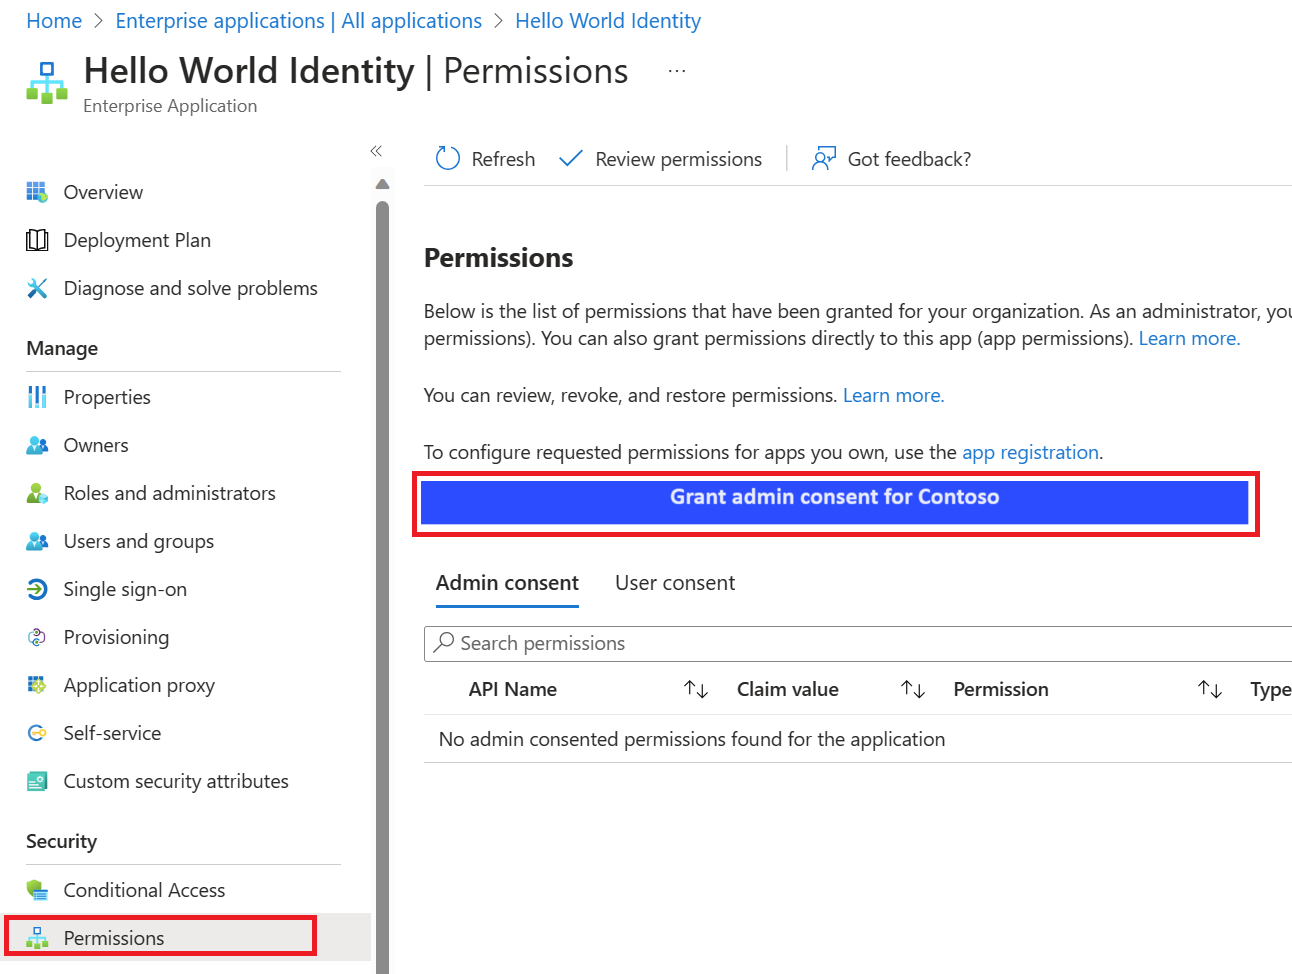 Home > Enterprise applications | All applications > Hello World Identity
Hello World Identity | Permissions ...
Enterprise Application
«
Overview
Deployment Plan
Diagnose and solve problems
Manage
Properties
Owners
Roles and administrators
Users and groups
Single sign-on
Provisioning
Application proxy
Self-service
Custom security attributes
Security
Conditional Access
Permissions
Refresh Review permissions | Got feedback?
Permissions
Below is the list of permissions that have been granted for your organization. As an administrator, you
permissions). You can also grant permissions directly to this app (app permissions). Learn more.
You can review, revoke, and restore permissions. Learn more.
To configure requested permissions for apps you own, use the app registration.
Grant admin consent for Contoso
Admin consent User consent
Search permissions
API Name ↑↓ Claim value ↑↓ Permission ↑↓ Type
No admin consented permissions found for the application